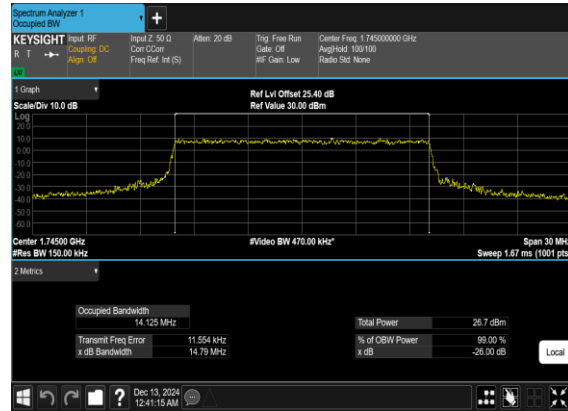 Spectrum Analyzer 1
Occupied BW
+
KEYSIGHT Input: RF Input Z: 50 Ω Atten: 20 dB Trig: Free Run Center Freq: 1.745000000 GHz
R T Coupling: DC Corr CCorr Gate: Off Avg|Hold: 100/100
Align: Off Freq Ref: Int (S) #IF Gain: Low Radio Std: None
LW
1 Graph
Ref Lvl Offset 25.40 dB
Scale/Div 10.0 dB Ref Value 30.00 dBm
Log
20.0
10.0
0.00
-10.0
-20.0
-30.0
-40.0
-50.0
-60.0
Center 1.74500 GHz #Video BW 470.00 kHz* Span 30 MHz
#Res BW 150.00 kHz Sweep 1.67 ms (1001 pts)
2 Metrics
Occupied Bandwidth
14.125 MHz Total Power 26.7 dBm
Transmit Freq Error 11.554 kHz % of OBW Power 99.00 %
x dB Bandwidth 14.79 MHz x dB -26.00 dB
Local
? Dec 13, 2024
12:41:15 AM